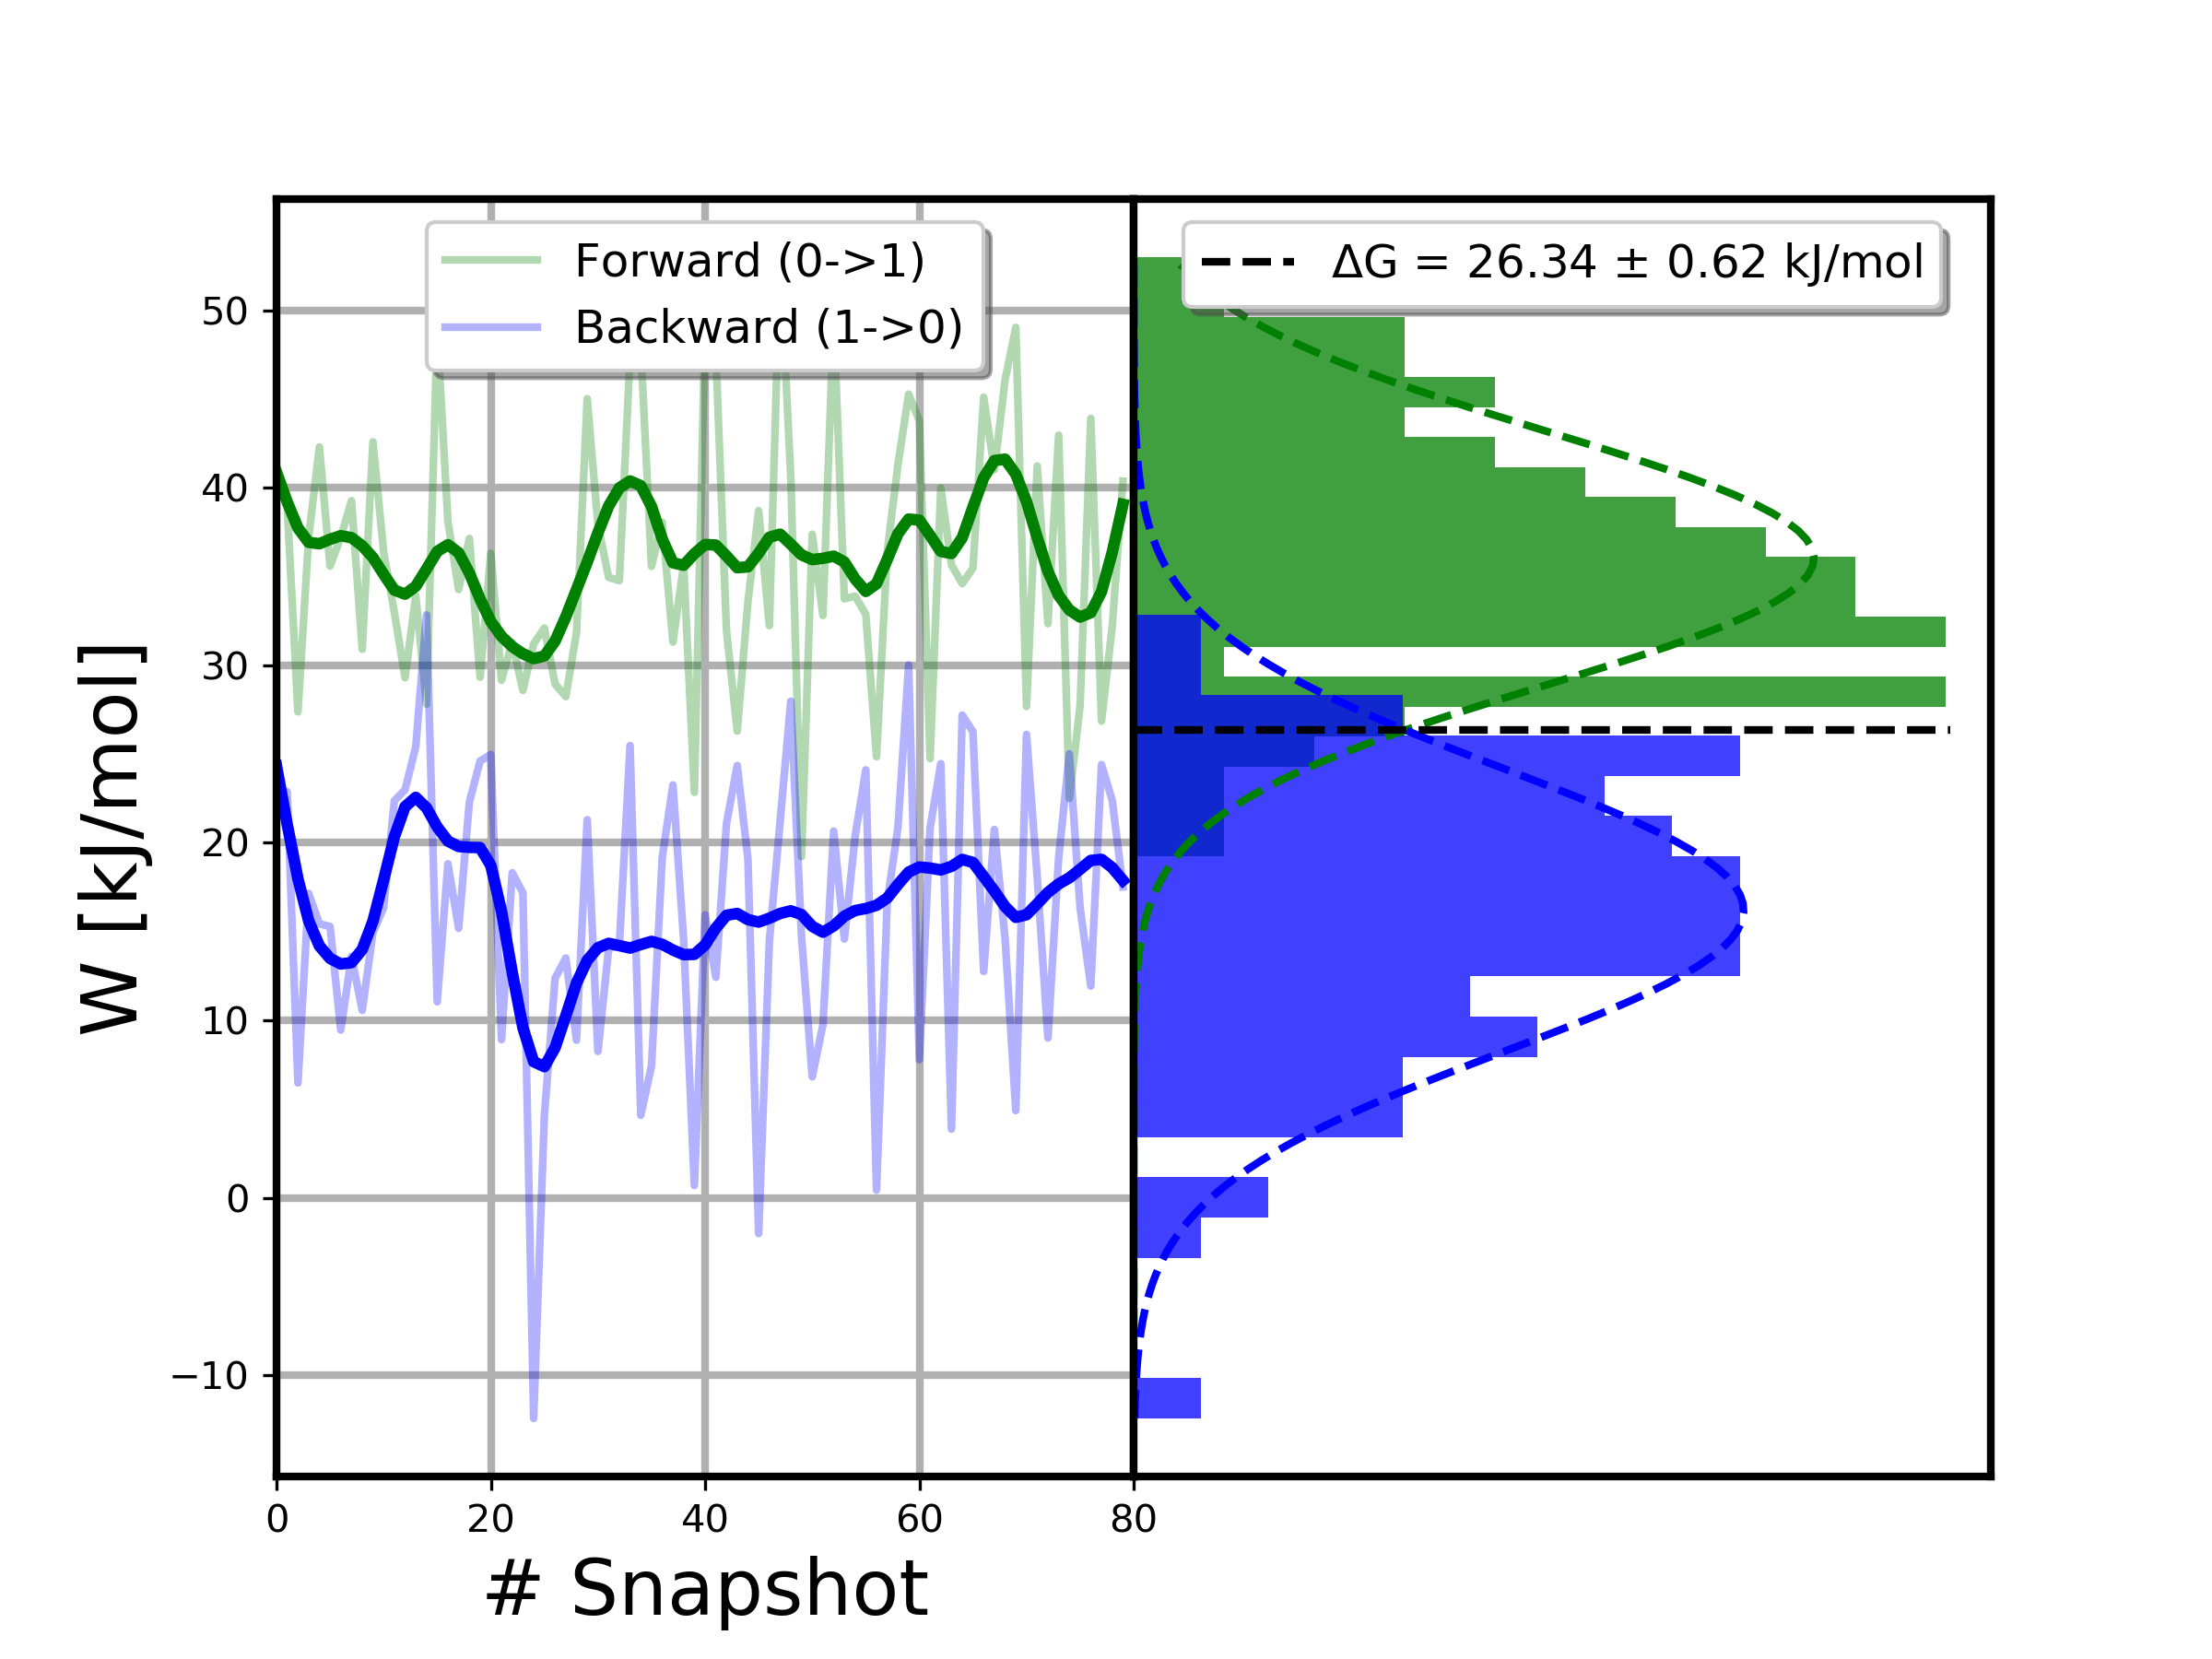 Forward (0->1)
Backward (1->0)
ΔG = 26.34 ± 0.62 kJ/mol
W [kJ/mol]
50
40
30
20
10
0
−10
0 20 40 60 80
# Snapshot